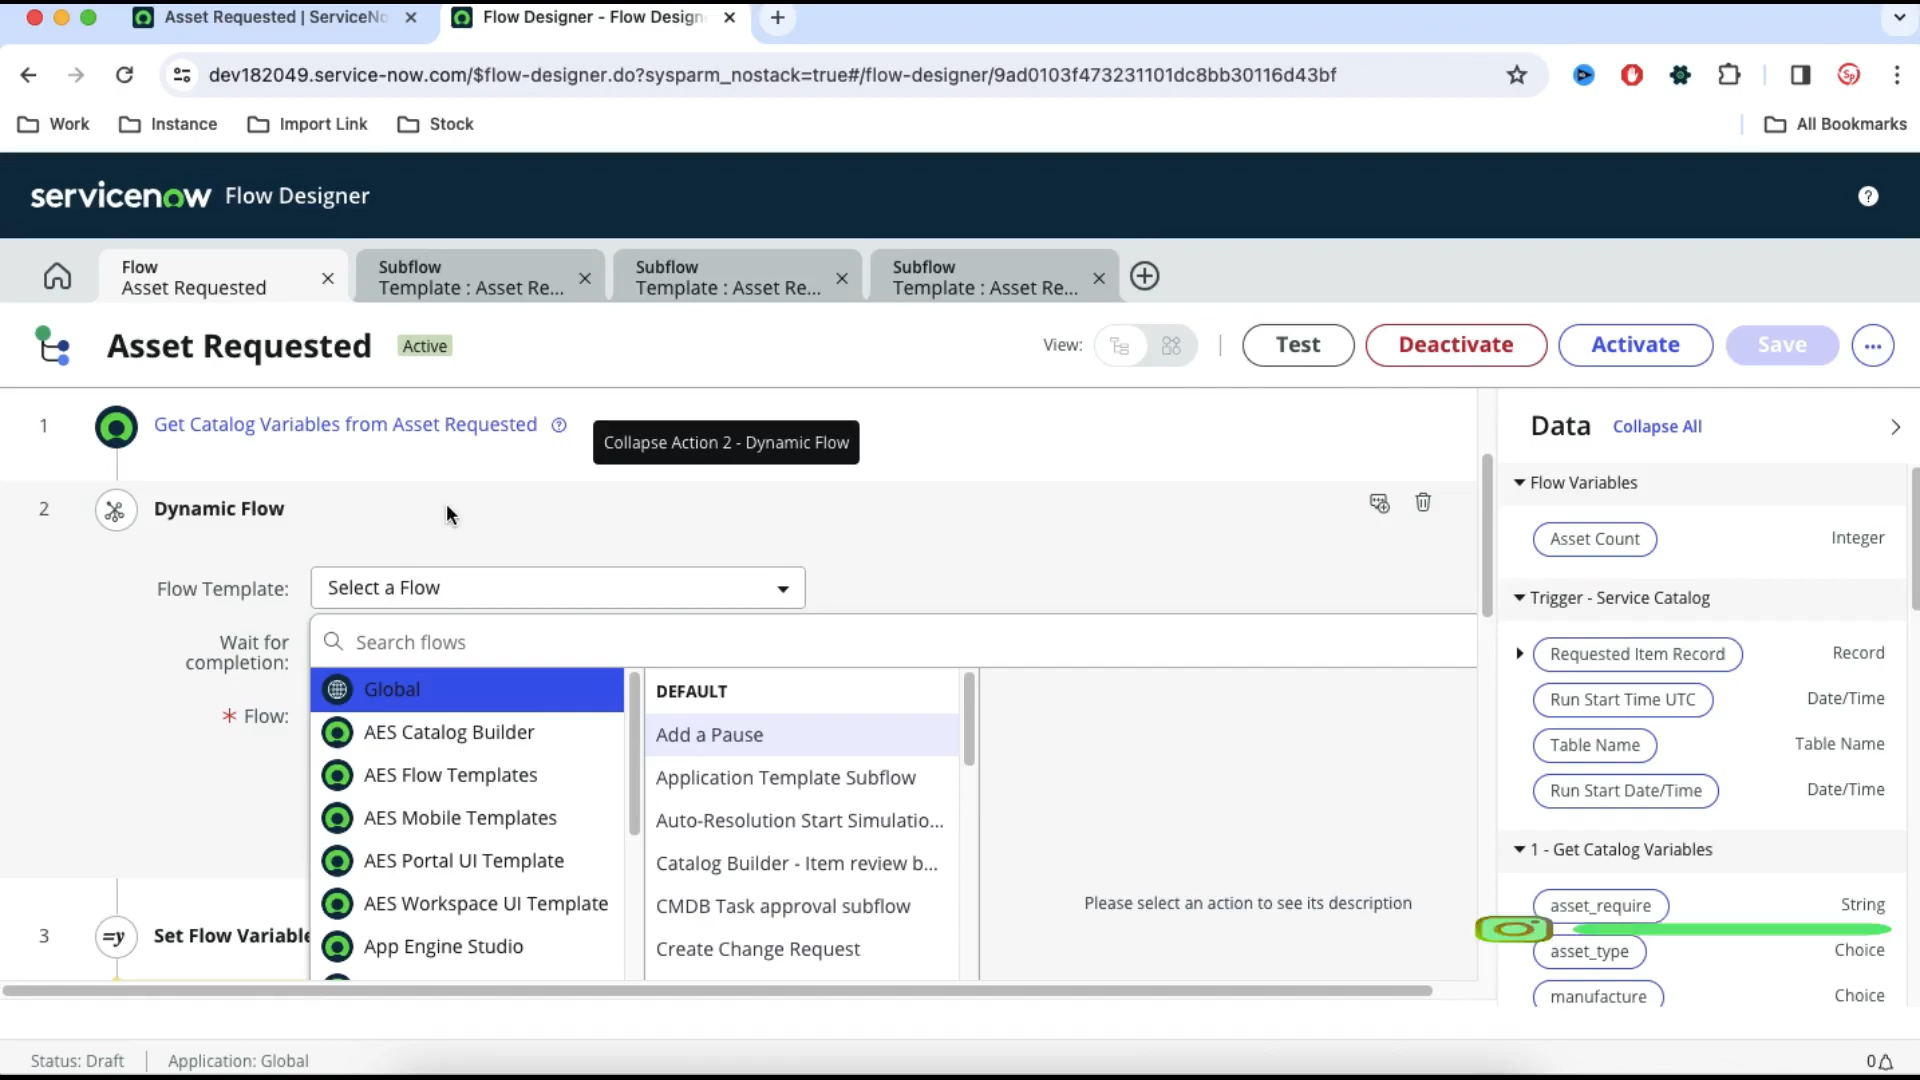 Asset Requested | ServiceNo
Flow Designer - Flow Design
dev182049.service-now.com/$flow-designer.do?sysparm_nostack=true#/flow-designer/9ad0103f473231101dc8bb30116d43bf
Work
Instance
Import Link
Stock
All Bookmarks
servicenow Flow Designer
Flow
Asset Requested
Subflow
Template : Asset Re...
Subflow
Template : Asset Re...
Subflow
Template : Asset Re...
Asset Requested
Active
View:
Test
Deactivate
Activate
Save
1
Get Catalog Variables from Asset Requested
Collapse Action 2 - Dynamic Flow
2
Dynamic Flow
Flow Template:
Select a Flow
Wait for
completion:
* Flow:
Search flows
Global
AES Catalog Builder
AES Flow Templates
AES Mobile Templates
AES Portal UI Template
AES Workspace UI Template
App Engine Studio
DEFAULT
Add a Pause
Application Template Subflow
Auto-Resolution Start Simulatio...
Catalog Builder - Item review b...
CMDB Task approval subflow
Create Change Request
Please select an action to see its description
3
=y
Set Flow Variable
Data
Collapse All
Flow Variables
Asset Count Integer
Trigger - Service Catalog
Requested Item Record Record
Run Start Time UTC Date/Time
Table Name Table Name
Run Start Date/Time Date/Time
1 - Get Catalog Variables
asset_require String
asset_type Choice
manufacture Choice
Status: Draft
Application: Global
0